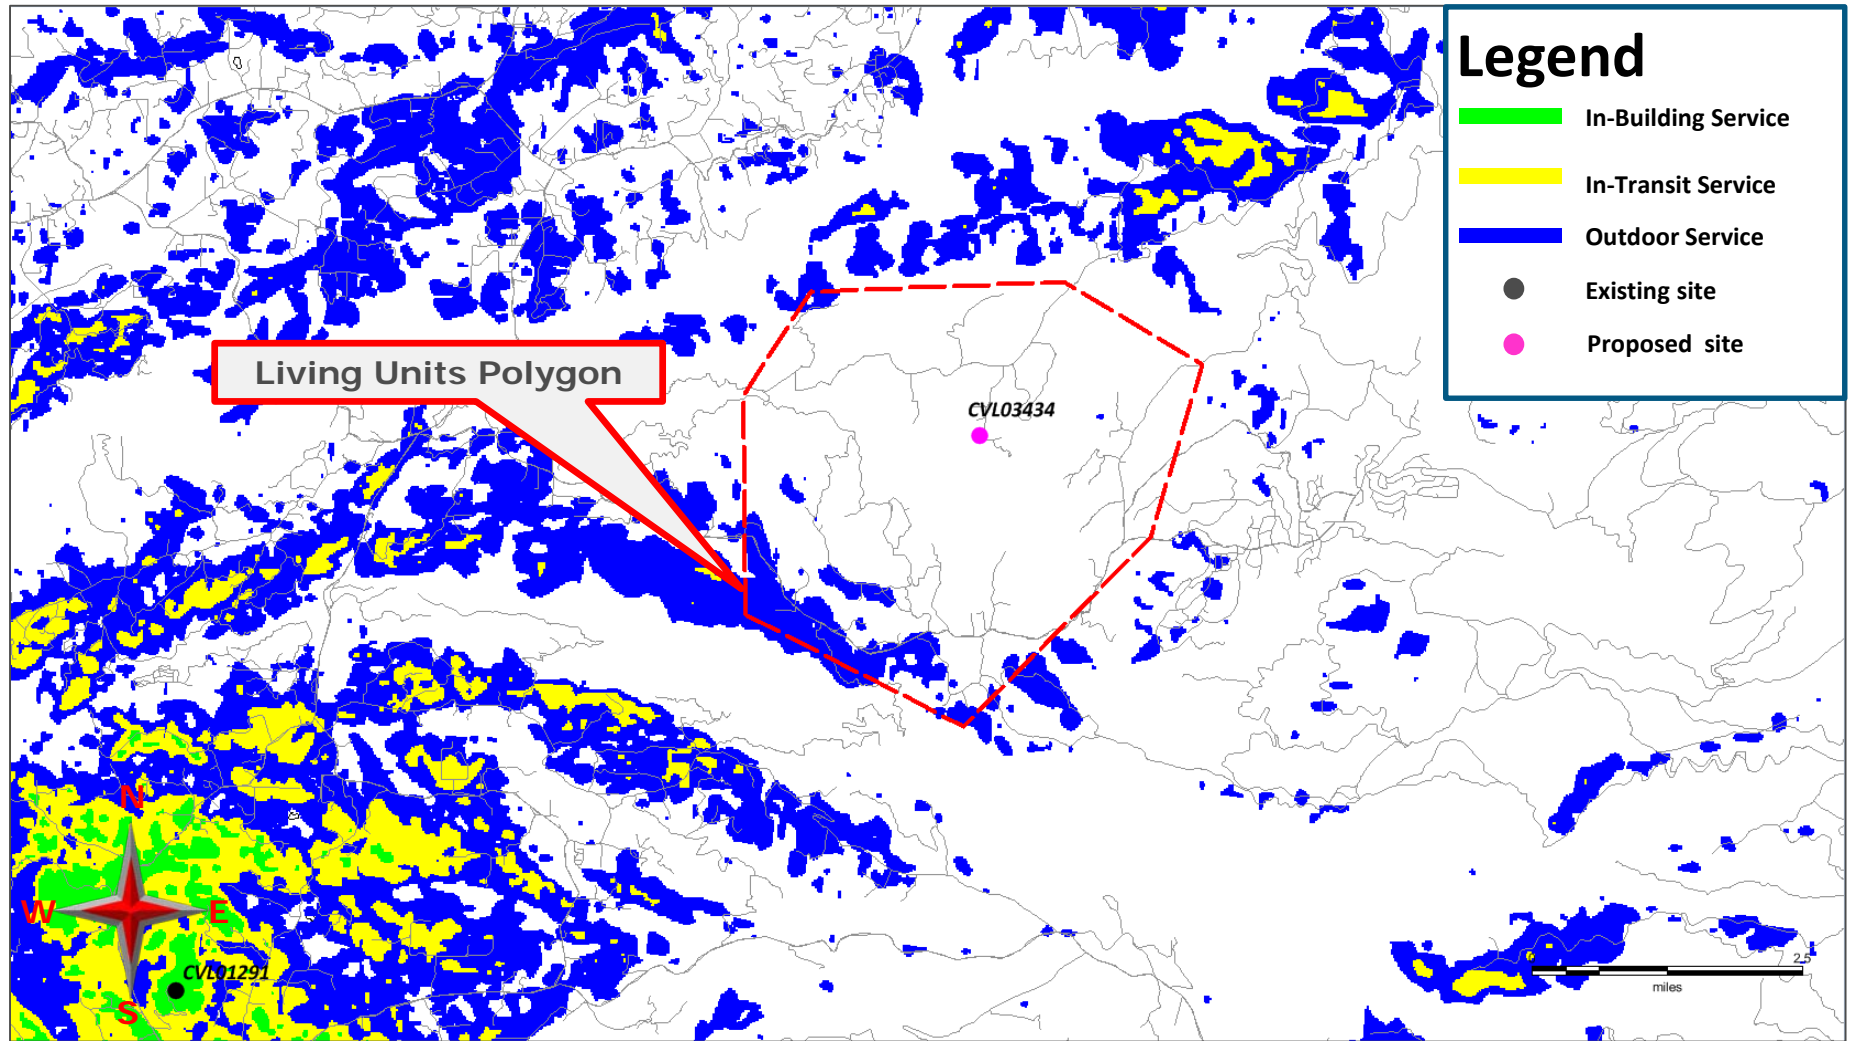 Legend
In-Building Service
In-Transit Service
Outdoor Service
Existing site
Proposed site
Living Units Polygon
CVL03434
N
W
E
S
CVL01291
2.5
miles